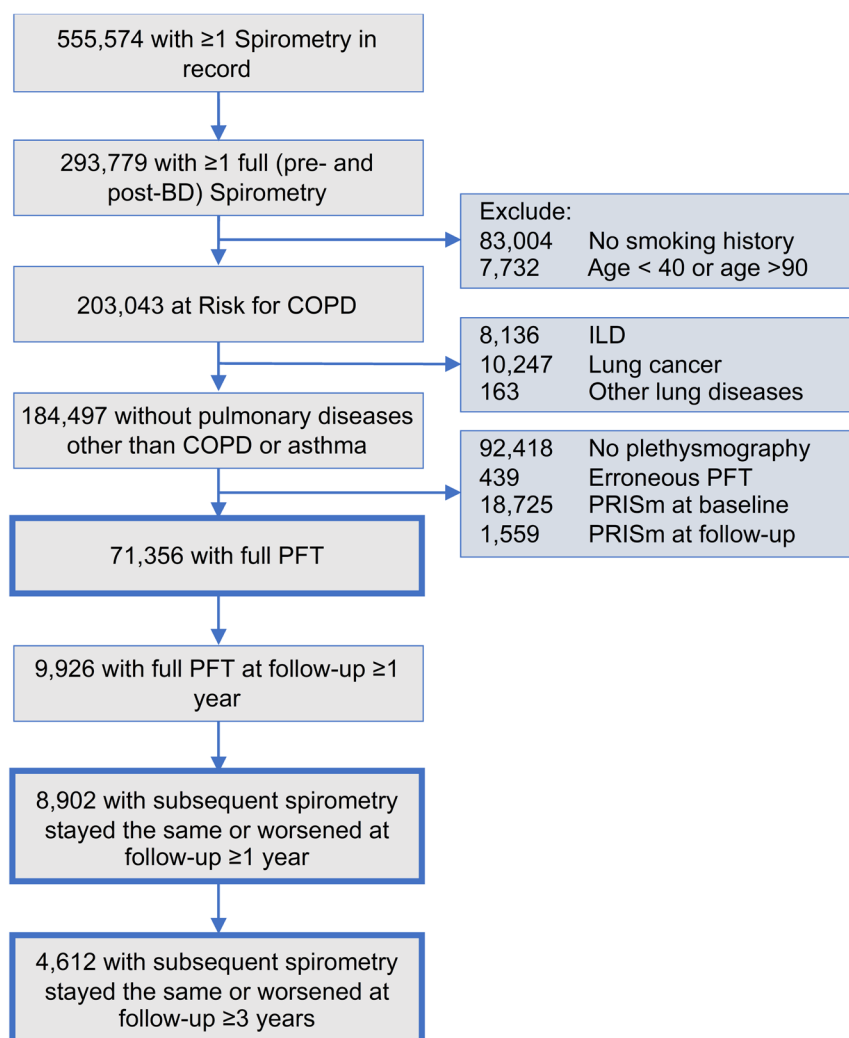 555,574 with ≥1 Spirometry in
record
293,779 with ≥1 full (pre- and
post-BD) Spirometry
Exclude:
83,004 No smoking history
7,732 Age < 40 or age >90
203,043 at Risk for COPD
8,136 ILD
10,247 Lung cancer
163 Other lung diseases
184,497 without pulmonary diseases
other than COPD or asthma
92,418 No plethysmography
439 Erroneous PFT
18,725 PRISm at baseline
1,559 PRISm at follow-up
71,356 with full PFT
9,926 with full PFT at follow-up ≥1
year
8,902 with subsequent spirometry
stayed the same or worsened at
follow-up ≥1 year
4,612 with subsequent spirometry
stayed the same or worsened at
follow-up ≥3 years